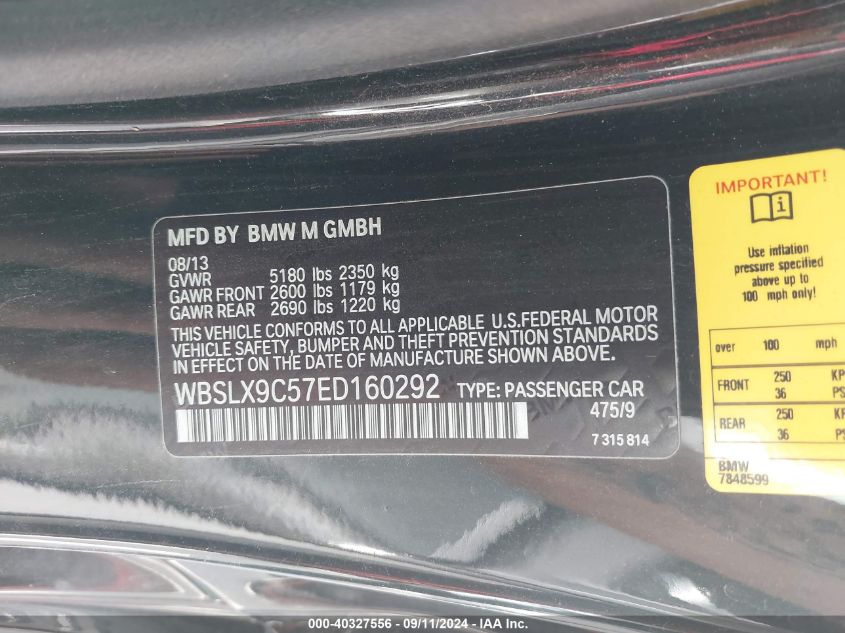 MFD BY BMW M GMBH
08/13
GVWR 5180 lbs 2350 kg
GAWR FRONT 2600 lbs 1179 kg
GAWR REAR 2690 lbs 1220 kg
THIS VEHICLE CONFORMS TO ALL APPLICABLE U.S.FEDERAL MOTOR
VEHICLE SAFETY, BUMPER AND THEFT PREVENTION STANDARDS
IN EFFECT ON THE DATE OF MANUFACTURE SHOWN ABOVE.
WBSLX9C57ED160292 TYPE: PASSENGER CAR
475/9
7 315 814
IMPORTANT!
Use inflation
pressure specified
above up to
100 mph only!
over 100 mph
FRONT 250 KP
36 PS
REAR 250 KP
36 PS
BMW
7848599
000-40327556 - 09/11/2024 - IAA Inc.